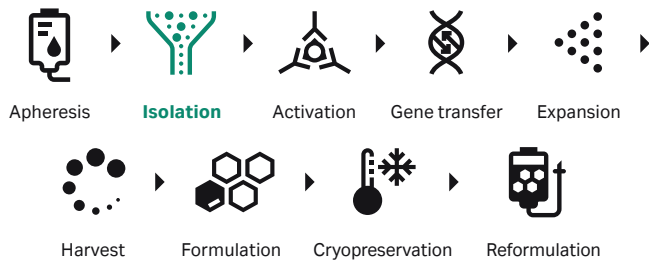 Apheresis Isolation Activation Gene transfer Expansion
Harvest Formulation Cryopreservation Reformulation